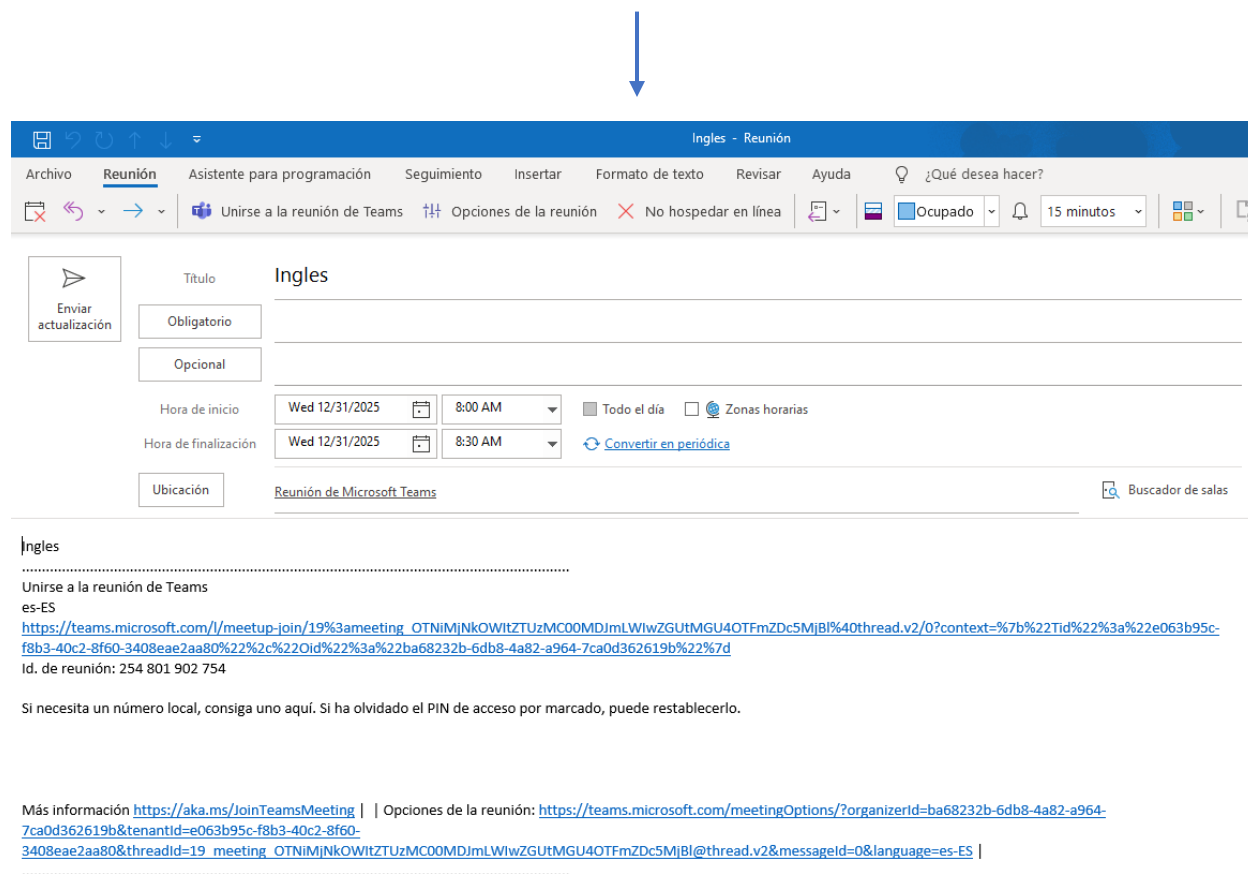 Ingles - Reunión
Archivo Reunión Asistente para programación Seguimiento Insertar Formato de texto Revisar Ayuda ¿Qué desea hacer?
Unirse a la reunión de Teams Opciones de la reunión No hospedar en línea Ocupado 15 minutos
Enviar actualización
Título Ingles
Obligatorio
Opcional
Hora de inicio Wed 12/31/2025 8:00 AM Todo el día Zonas horarias
Hora de finalización Wed 12/31/2025 8:30 AM Convertir en periódica
Ubicación Reunión de Microsoft Teams Buscador de salas
Ingles
Unirse a la reunión de Teams
es-ES
https://teams.microsoft.com/l/meetup-join/19%3ameeting_OTNiMjNkOWItZTUzMC00MDJmLWIwZGUtMGU4OTFmZDc5MjBl%40thread.v2/0?context=%7b%22Tid%22%3a%22e063b95c-
f8b3-40c2-8f60-3408eae2aa80%22%2c%22Oid%22%3a%22ba68232b-6db8-4a82-a964-7ca0d362619b%22%7d
Id. de reunión: 254 801 902 754
Si necesita un número local, consiga uno aquí. Si ha olvidado el PIN de acceso por marcado, puede restablecerlo.
Más información https://aka.ms/JoinTeamsMeeting | | Opciones de la reunión: https://teams.microsoft.com/meetingOptions/?organizerId=ba68232b-6db8-4a82-a964-
7ca0d362619b&tenantId=e063b95c-f8b3-40c2-8f60-
3408eae2aa80&threadId=19_meeting_OTNiMjNkOWItZTUzMC00MDJmLWIwZGUtMGU4OTFmZDc5MjBl@thread.v2&messageId=0&language=es-ES |